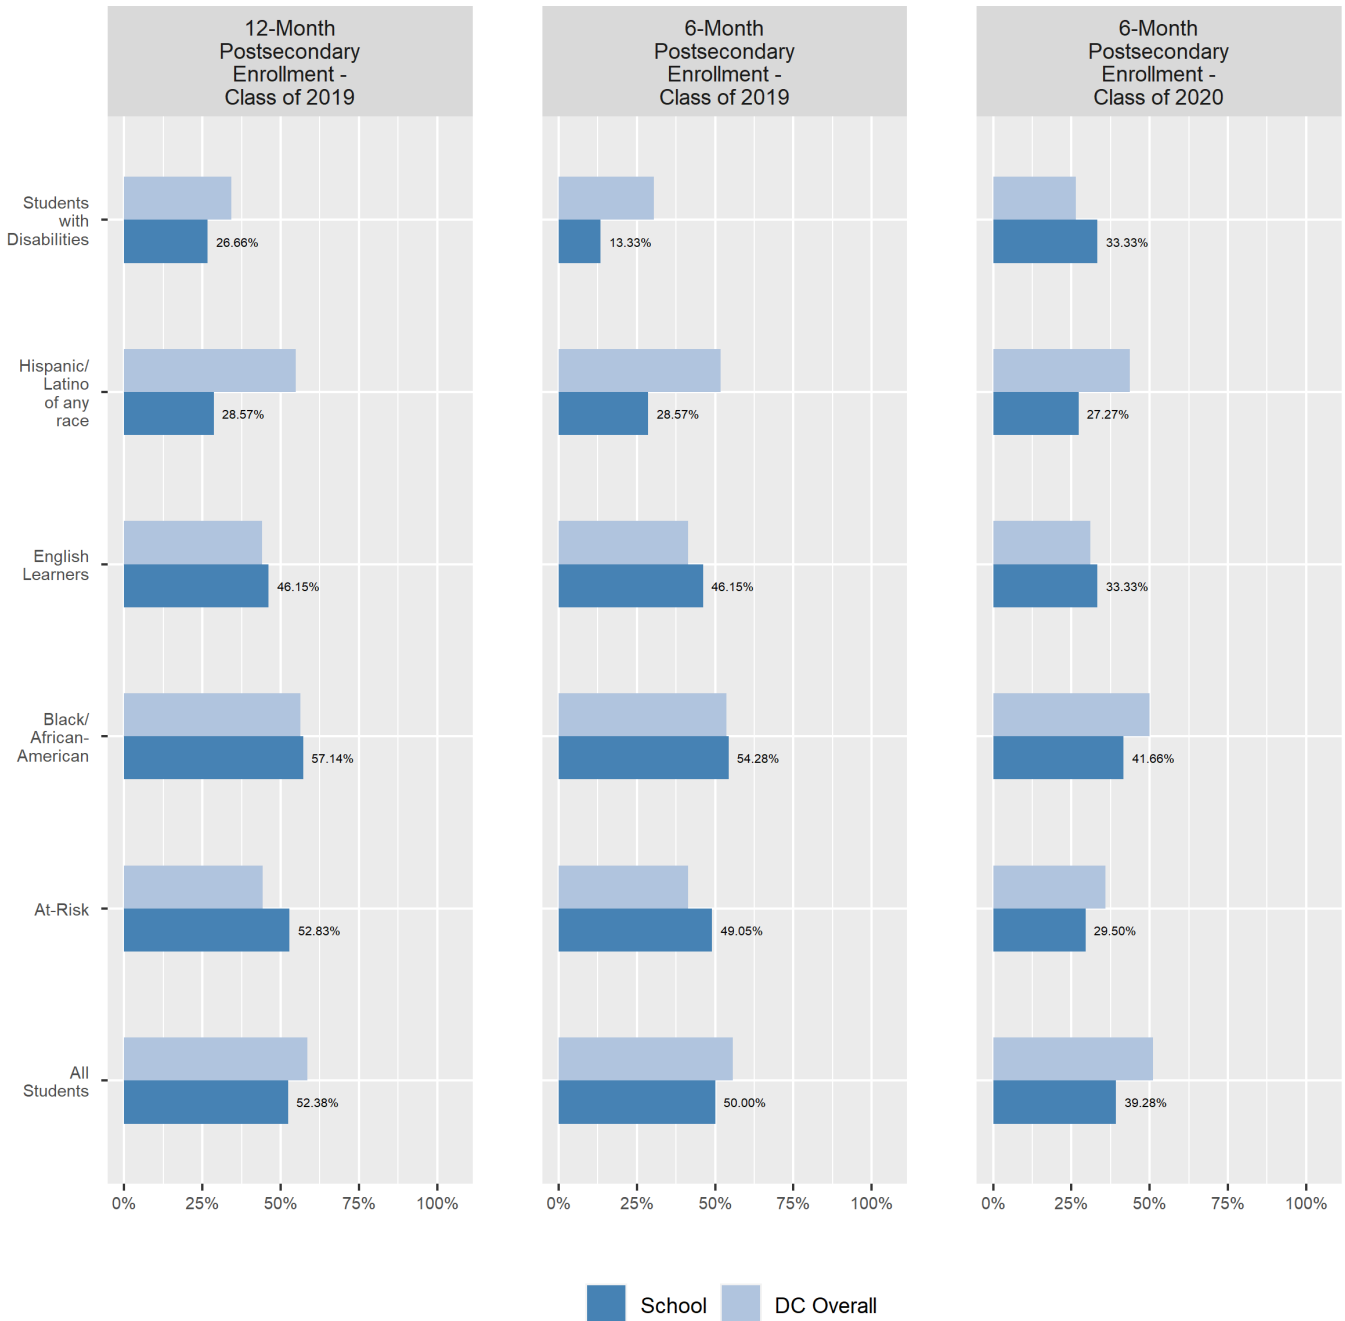 12-Month
Postsecondary
Enrollment -
Class of 2019
6-Month
Postsecondary
Enrollment -
Class of 2019
6-Month
Postsecondary
Enrollment -
Class of 2020
Students
with
Disabilities
26.66%
13.33%
33.33%
Hispanic/
Latino
of any
race
28.57%
28.57%
27.27%
English
Learners
46.15%
46.15%
33.33%
Black/
African-
American
57.14%
54.28%
41.66%
At-Risk
52.83%
49.05%
29.50%
All
Students
52.38%
50.00%
39.28%
0% 25% 50% 75% 100%
0% 25% 50% 75% 100%
0% 25% 50% 75% 100%
School DC Overall